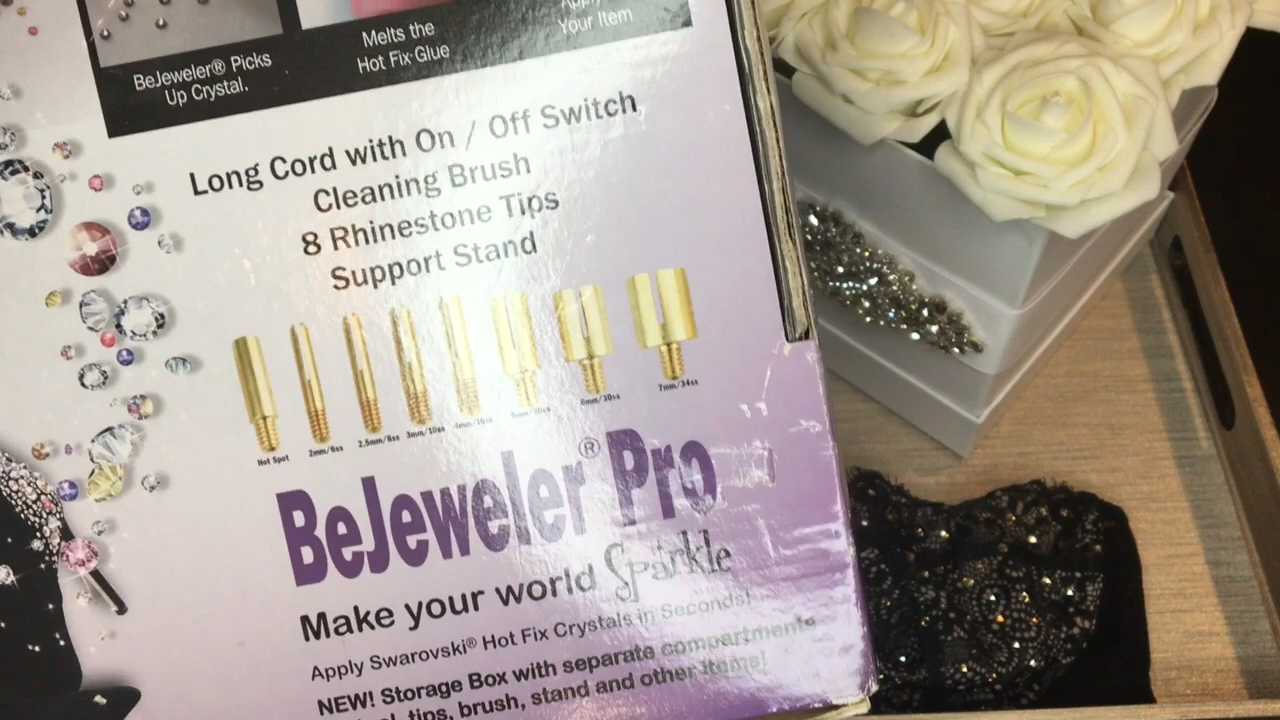 BeJeweler® Picks
Up Crystal.
Melts the
Hot Fix Glue
Your Item
Long Cord with On / Off Switch
Cleaning Brush
8 Rhinestone Tips
Support Stand
Hot Spot 2mm/6ss 2.5mm/8ss 3mm/10ss 4mm/16ss 5mm/20ss 6mm/30ss 7mm/34ss
BeJeweler® Pro
Make your world Sparkle
Apply Swarovski® Hot Fix Crystals in Seconds!
NEW! Storage Box with separate compartments
tips, brush, stand and other items!